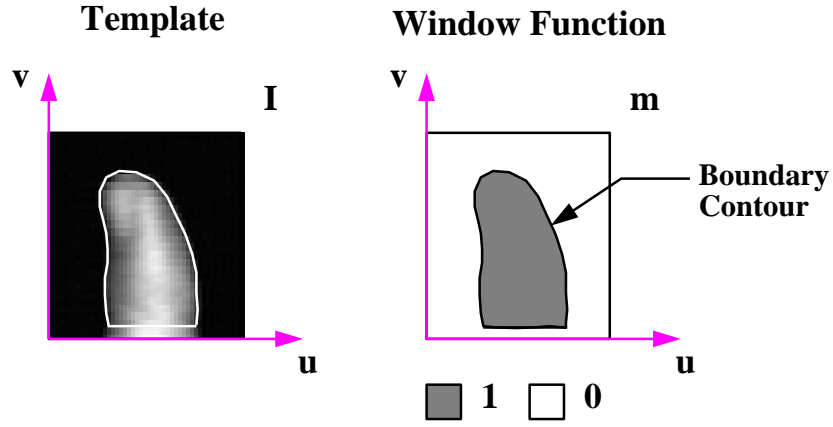 Template
Window Function
v
I
v
m
Boundary
Contour
u
u
1
0